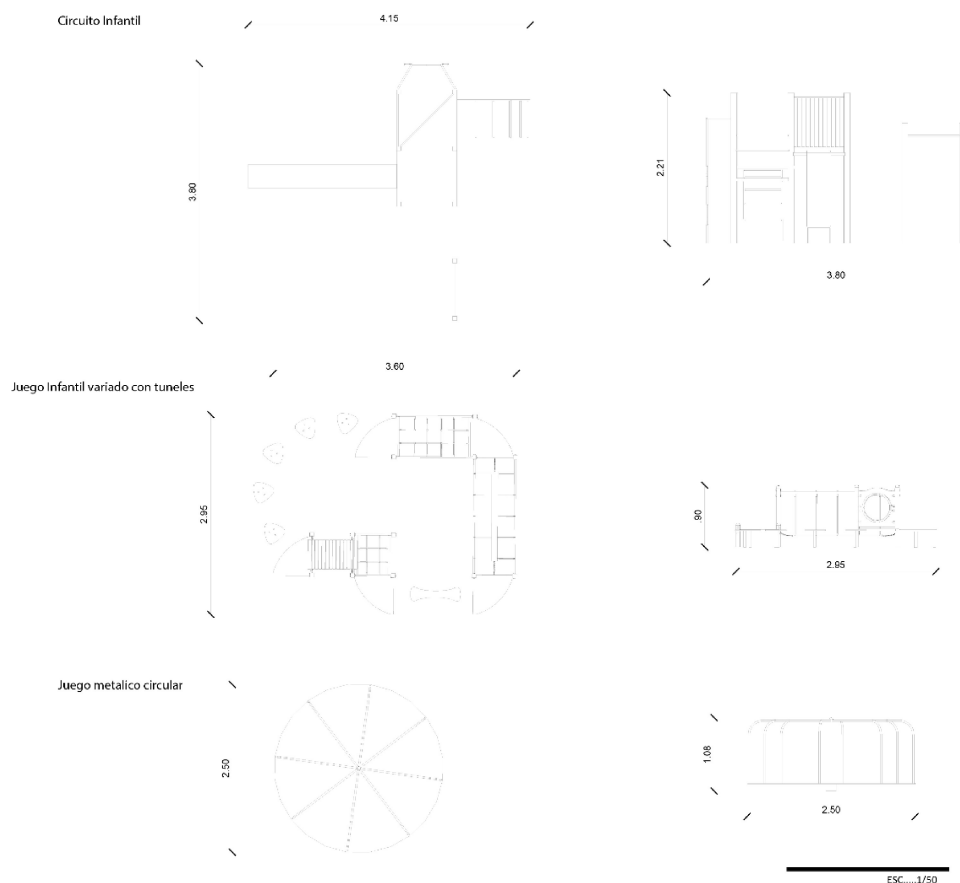 Circuito Infantil
4.15
3.80
2.21
3.80
Juego Infantil variado con tuneles
3.60
2.95
.90
2.95
Juego metalico circular
2.50
1.08
2.50
ESC.....1/50